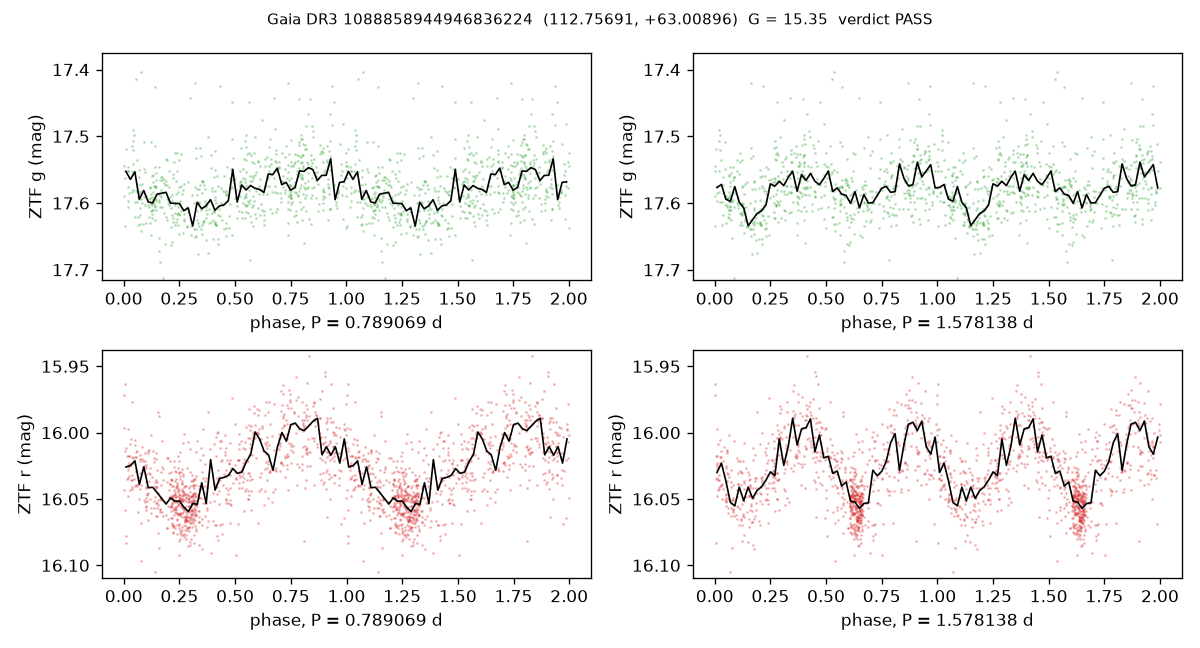 Gaia DR3 1088858944946836224 (112.75691, +63.00896) G = 15.35 verdict PASS
17.4
17.5
17.6
17.7
ZTF g (mag)
0.00 0.25 0.50 0.75 1.00 1.25 1.50 1.75 2.00
phase, P = 0.789069 d
17.4
17.5
17.6
17.7
ZTF g (mag)
0.00 0.25 0.50 0.75 1.00 1.25 1.50 1.75 2.00
phase, P = 1.578138 d
15.95
16.00
16.05
16.10
ZTF r (mag)
0.00 0.25 0.50 0.75 1.00 1.25 1.50 1.75 2.00
phase, P = 0.789069 d
15.95
16.00
16.05
16.10
ZTF r (mag)
0.00 0.25 0.50 0.75 1.00 1.25 1.50 1.75 2.00
phase, P = 1.578138 d